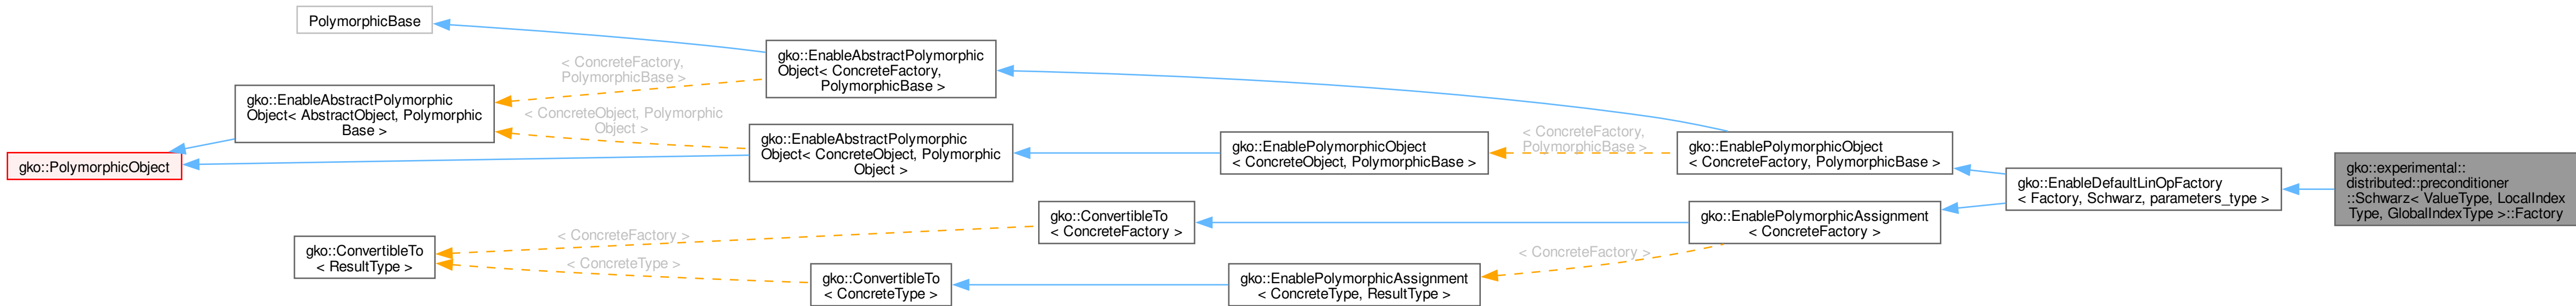 PolymorphicBase
gko::EnableAbstractPolymorphic
Object< ConcreteFactory,
PolymorphicBase >
< ConcreteFactory,
PolymorphicBase >
gko::EnableAbstractPolymorphic
Object< AbstractObject, Polymorphic
Base >
< ConcreteObject, Polymorphic
Object >
gko::PolymorphicObject
gko::EnableAbstractPolymorphic
Object< ConcreteObject, Polymorphic
Object >
gko::EnablePolymorphicObject
< ConcreteObject, PolymorphicBase >
< ConcreteFactory,
PolymorphicBase >
gko::EnablePolymorphicObject
< ConcreteFactory, PolymorphicBase >
gko::EnableDefaultLinOpFactory
< Factory, Schwarz, parameters_type >
gko::experimental::
distributed::preconditioner
::Schwarz< ValueType, LocalIndex
Type, GlobalIndexType >::Factory
gko::ConvertibleTo
< ConcreteFactory >
gko::EnablePolymorphicAssignment
< ConcreteFactory >
< ConcreteFactory >
gko::ConvertibleTo
< ResultType >
< ConcreteType >
gko::ConvertibleTo
< ConcreteType >
gko::EnablePolymorphicAssignment
< ConcreteType, ResultType >
< ConcreteFactory >